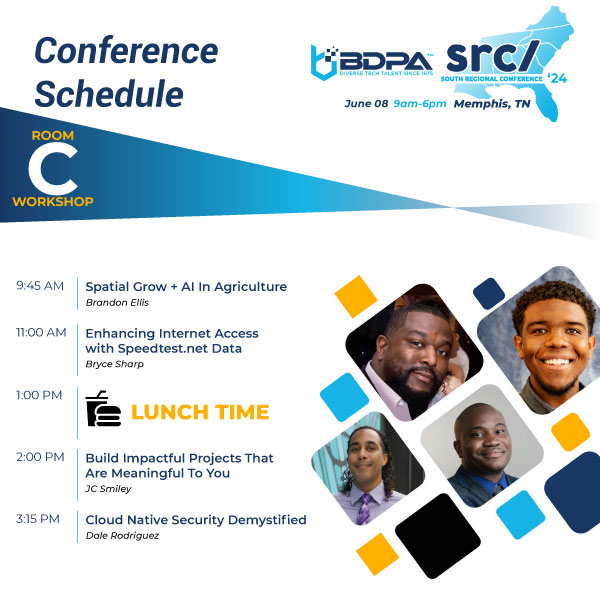 Conference
Schedule
BDPA™
DIVERSE TECH TALENT SINCE 1975
src/
SOUTH REGIONAL CONFERENCE '24
June 08 9am-6pm Memphis, TN
ROOM
C
WORKSHOP
9:45 AM
Spatial Grow + AI In Agriculture
Brandon Ellis
11:00 AM
Enhancing Internet Access
with Speedtest.net Data
Bryce Sharp
1:00 PM
LUNCH TIME
2:00 PM
Build Impactful Projects That
Are Meaningful To You
JC Smiley
3:15 PM
Cloud Native Security Demystified
Dale Rodriguez